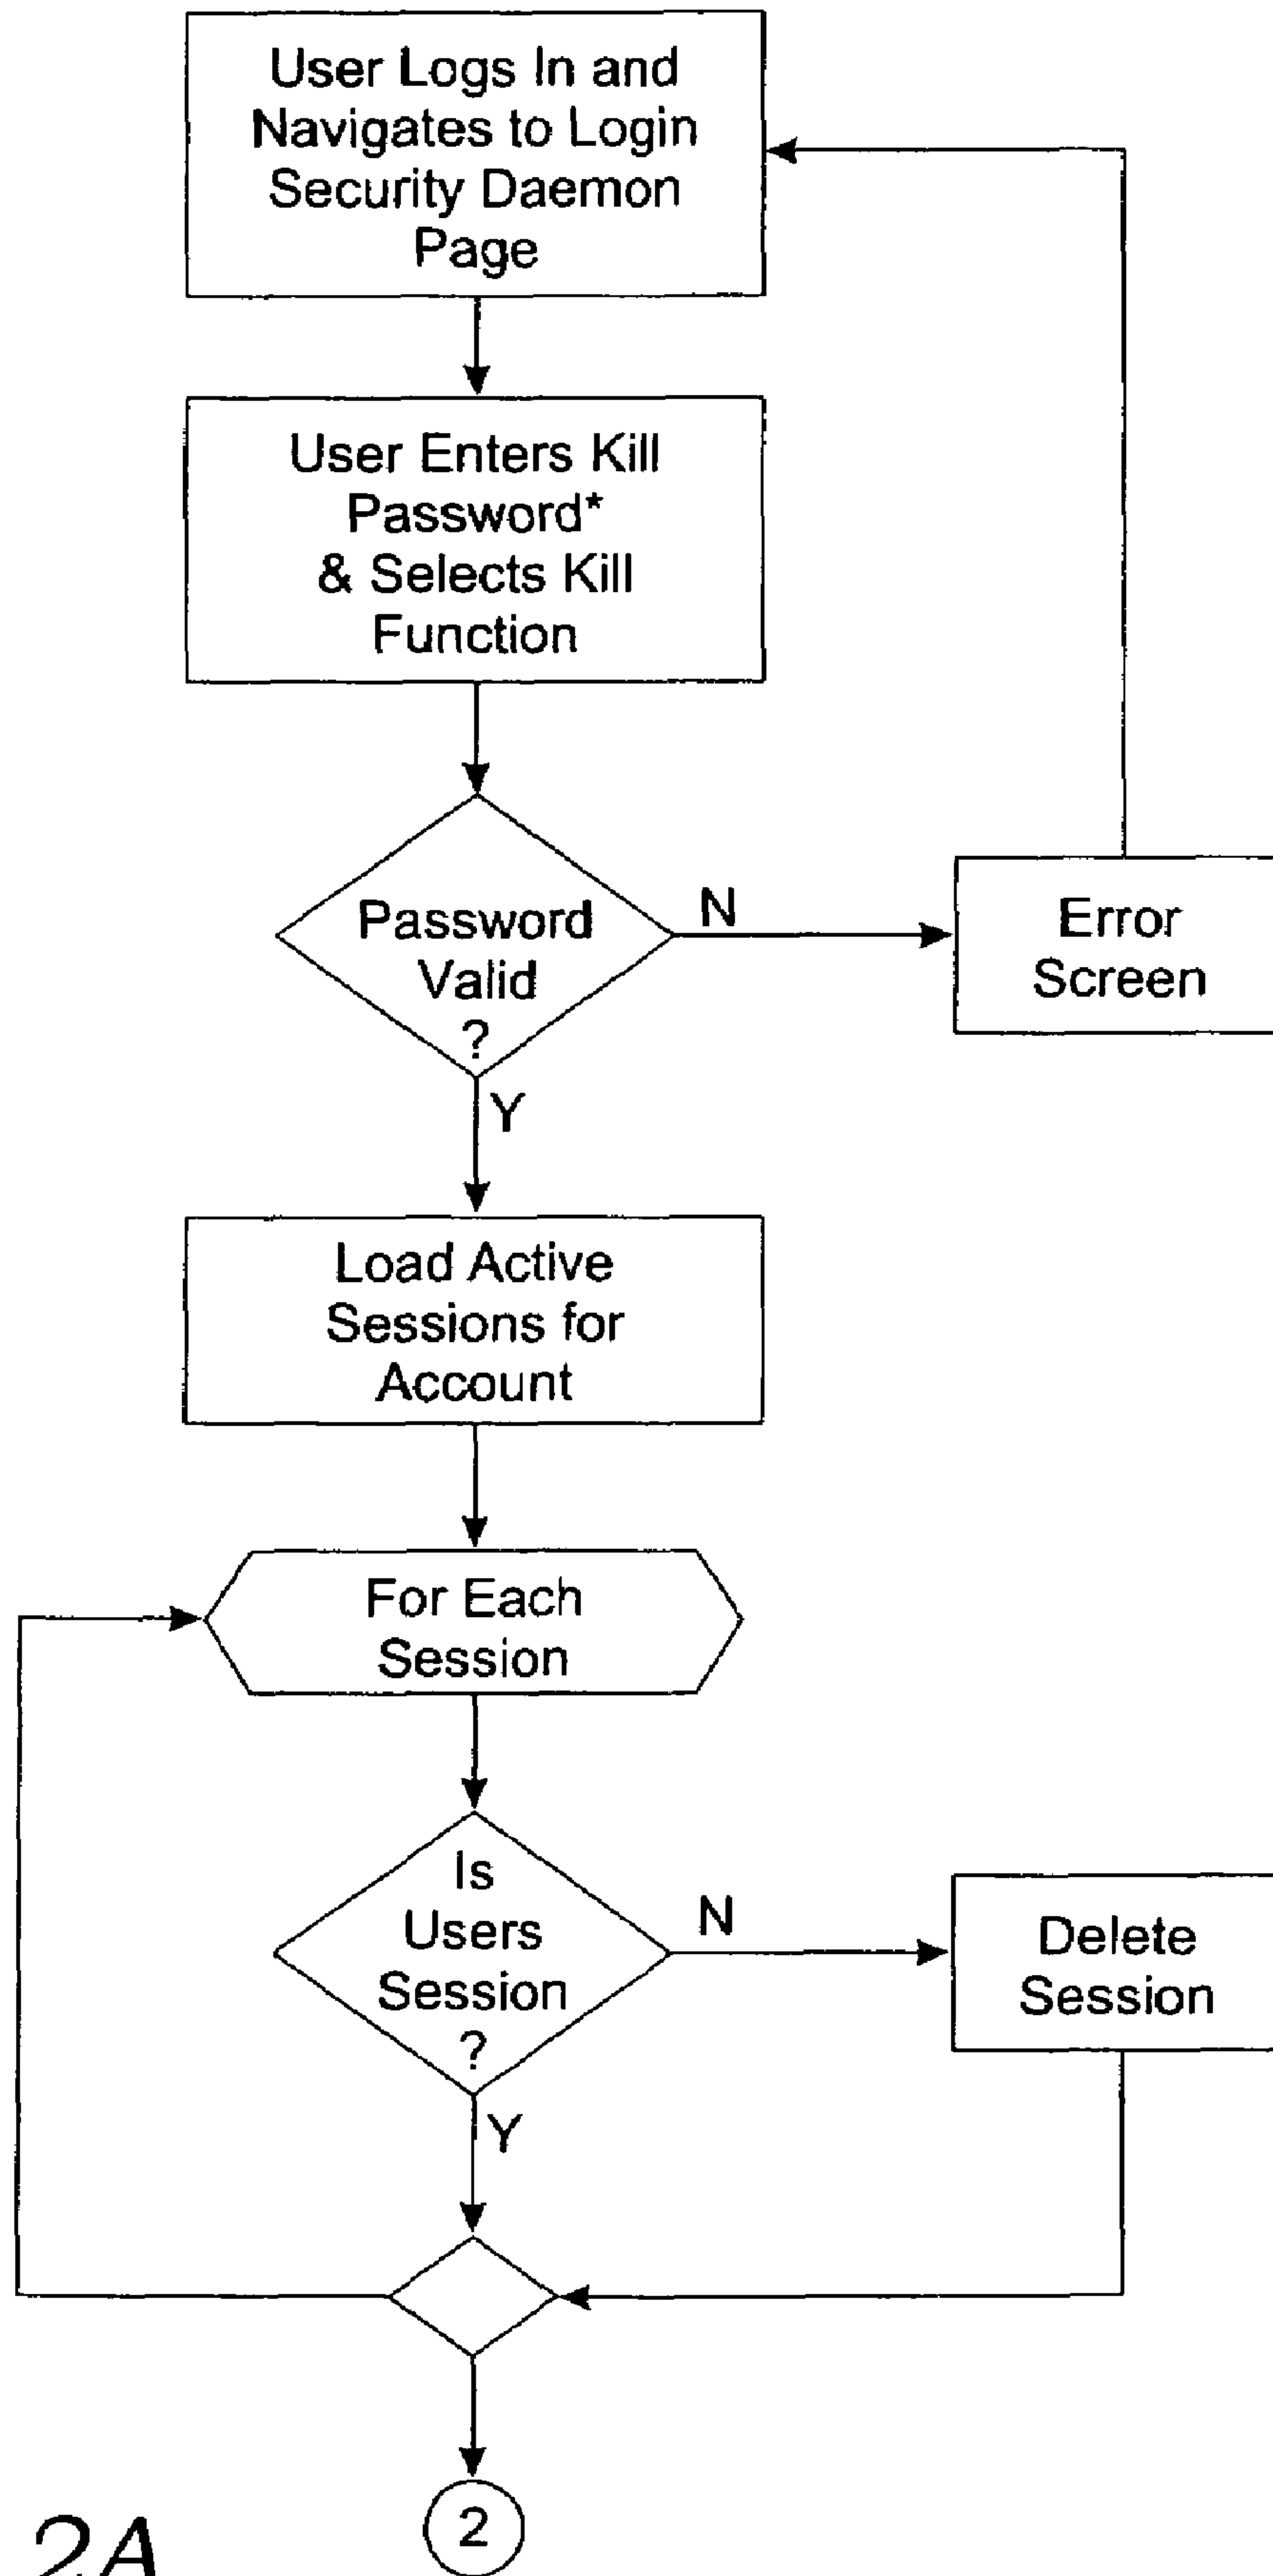 User Logs In and
Navigates to Login
Security Daemon
Page
User Enters Kill
Password*
& Selects Kill
Function
Password
Valid
?
N
Error
Screen
Y
Load Active
Sessions for
Account
For Each
Session
Is
Users
Session
?
N
Delete
Session
Y
2
2A